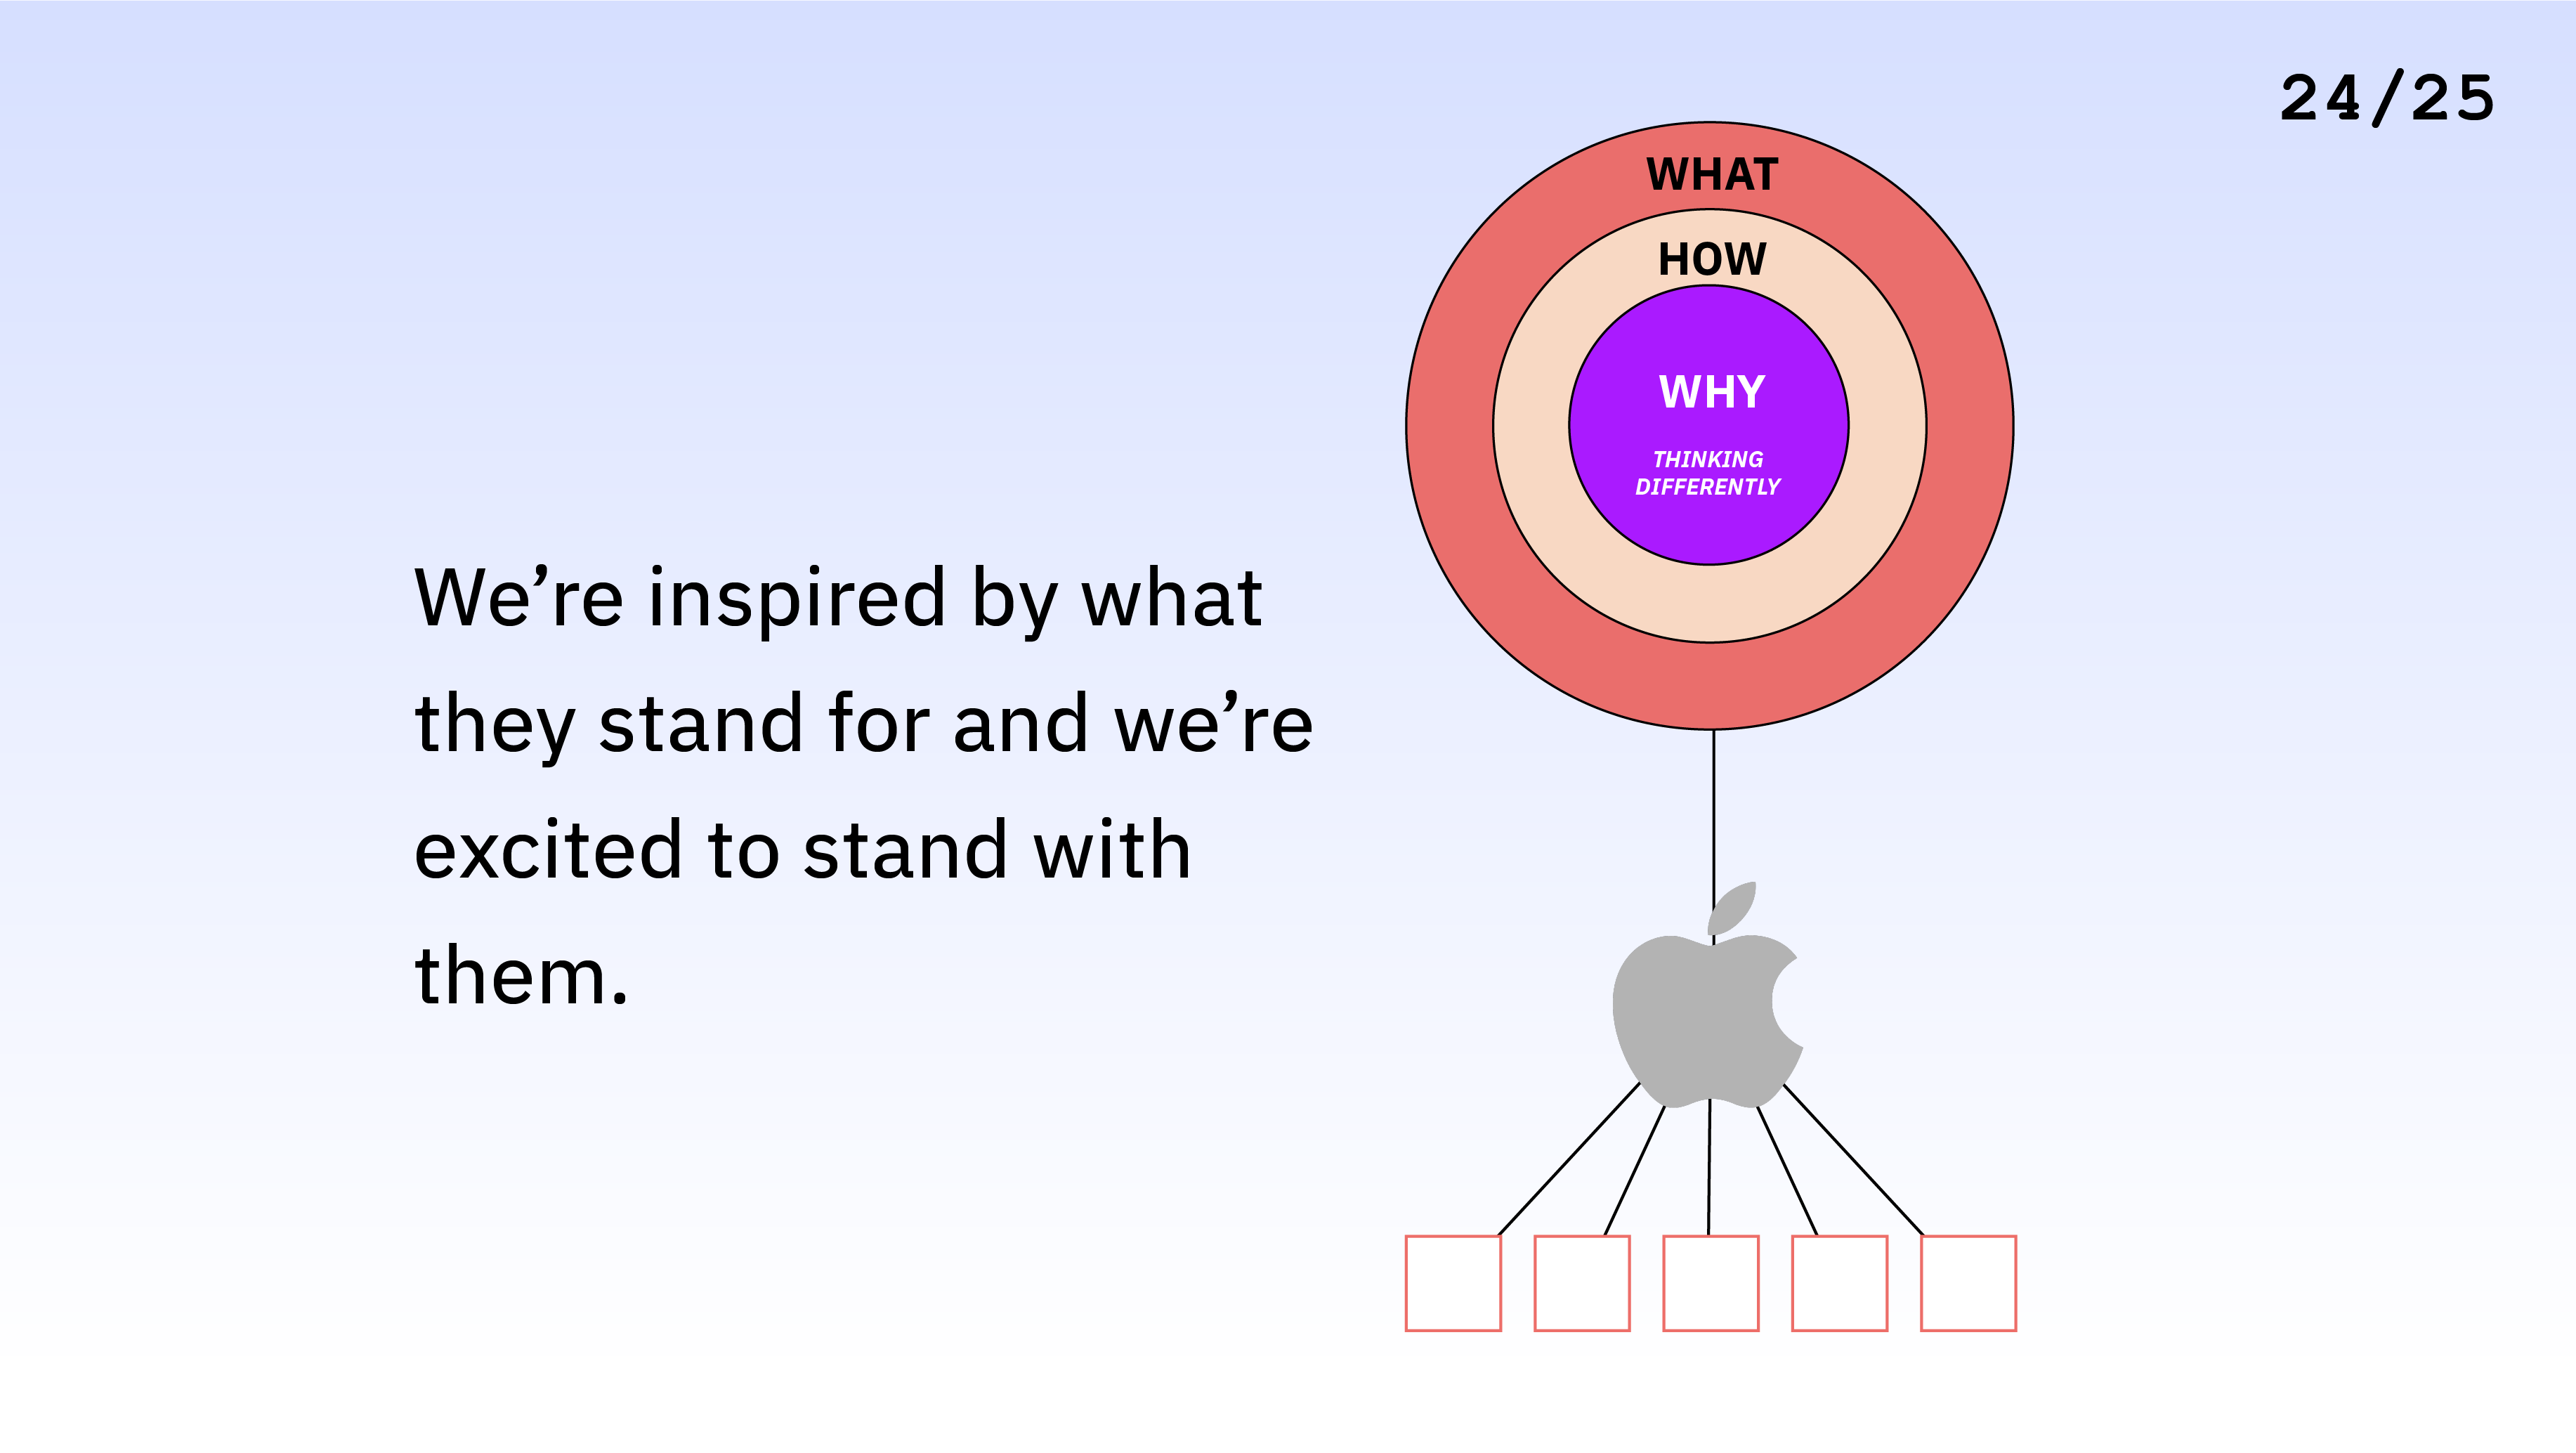 24/25
WHAT
HOW
WHY
THINKING
DIFFERENTLY
We’re inspired by what
they stand for and we’re
excited to stand with
them.